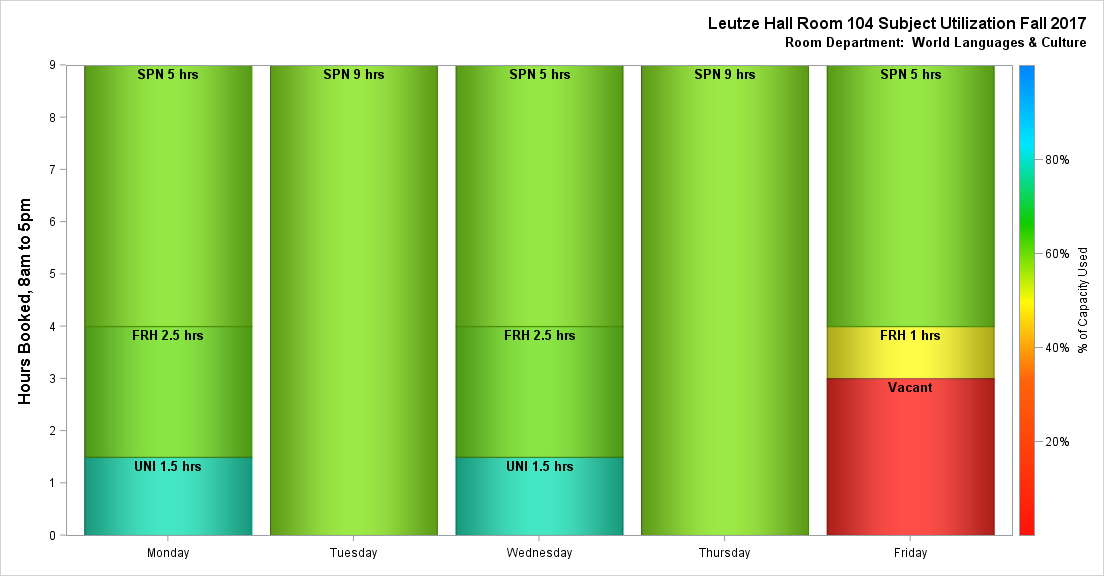 Leutze Hall Room 104 Subject Utilization Fall 2017
Room Department:  World Languages & Culture
Hours Booked, 8am to 5pm
9
8
7
6
5
4
3
2
1
0
SPN 5 hrs
FRH 2.5 hrs
UNI 1.5 hrs
SPN 9 hrs
SPN 5 hrs
FRH 2.5 hrs
UNI 1.5 hrs
SPN 9 hrs
SPN 5 hrs
FRH 1 hrs
Vacant
Monday
Tuesday
Wednesday
Thursday
Friday
80%
60%
40%
20%
% of Capacity Used